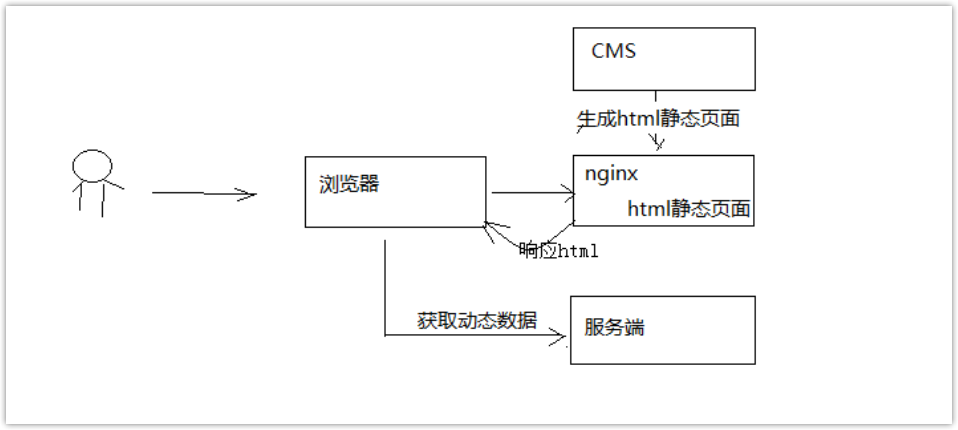 CMS
生成html静态页面
浏览器
nginx
html静态页面
响应html
获取动态数据
服务端